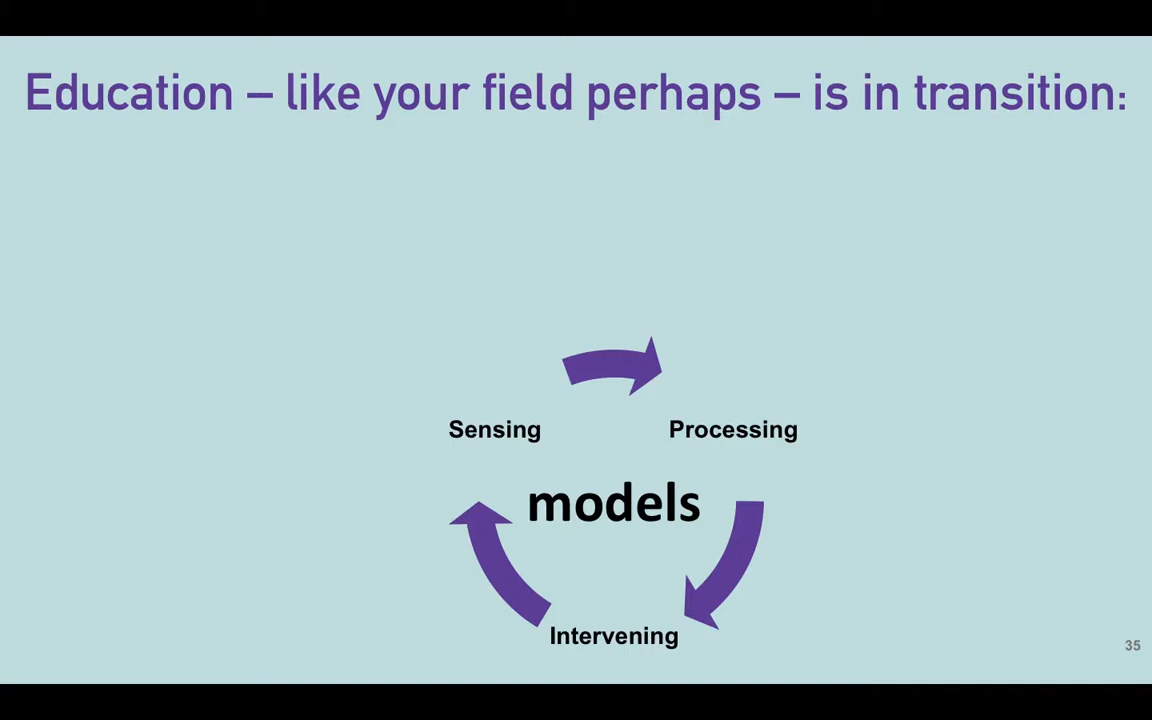 Education – like your field perhaps – is in transition:
Sensing
Processing
models
Intervening
35